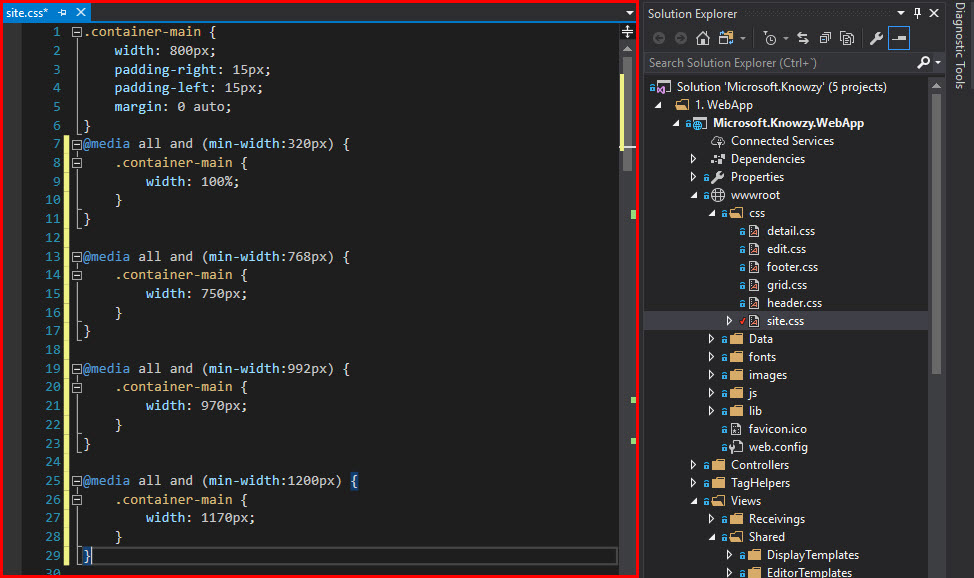 site.css*
1 .container-main {
2 width: 800px;
3 padding-right: 15px;
4 padding-left: 15px;
5 margin: 0 auto;
6 }
7 @media all and (min-width:320px) {
8 .container-main {
9 width: 100%;
10 }
11 }
12
13 @media all and (min-width:768px) {
14 .container-main {
15 width: 750px;
16 }
17 }
18
19 @media all and (min-width:992px) {
20 .container-main {
21 width: 970px;
22 }
23 }
24
25 @media all and (min-width:1200px) {
26 .container-main {
27 width: 1170px;
28 }
29 }
30
Solution Explorer
Search Solution Explorer (Ctrl+´)
Solution 'Microsoft.Knowzy' (5 projects)
1. WebApp
Microsoft.Knowzy.WebApp
Connected Services
Dependencies
Properties
wwwroot
css
detail.css
edit.css
footer.css
grid.css
header.css
site.css
Data
fonts
images
js
lib
favicon.ico
web.config
Controllers
TagHelpers
Views
Receivings
Shared
DisplayTemplates
EditorTemplates
Diagnostic Tools